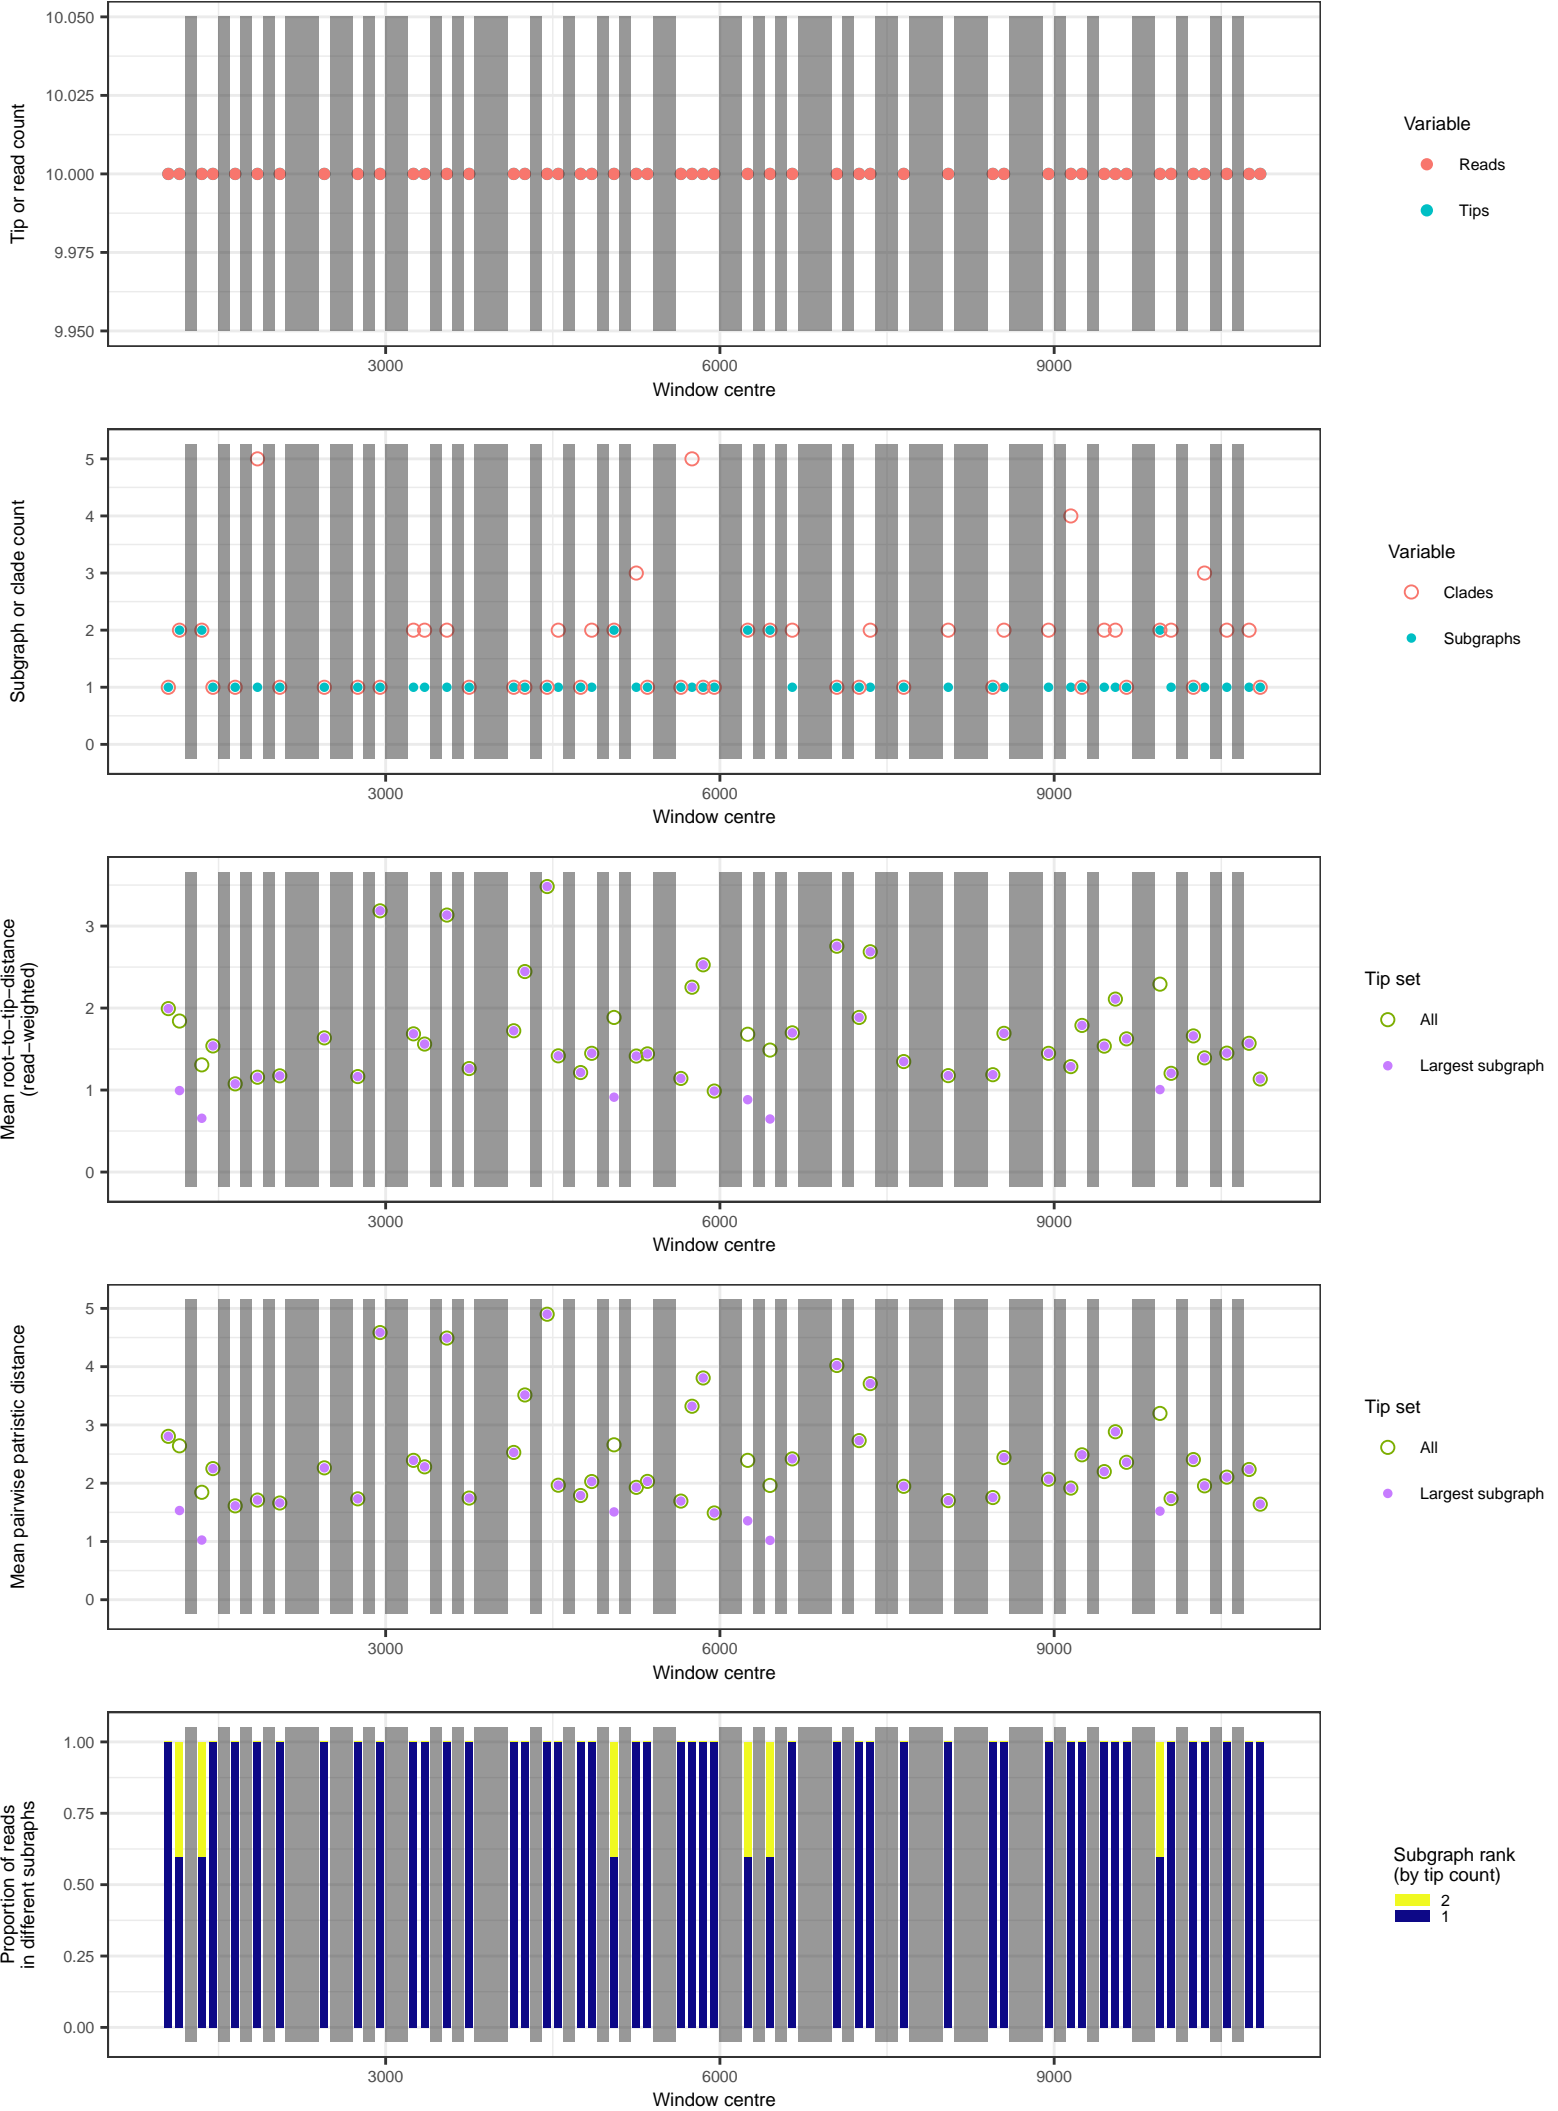 10.050
10.025
10.000
9.975
9.950
Tip or read count
3000
6000
9000
Window centre
Variable
Reads
Tips
5
4
3
2
1
0
Subgraph or clade count
3000
6000
9000
Window centre
Variable
Clades
Subgraphs
3
2
1
0
Mean root−to−tip−distance
(read−weighted)
3000
6000
9000
Window centre
Tip set
All
Largest subgraph
5
4
3
2
1
0
Mean pairwise patristic distance
3000
6000
9000
Window centre
Tip set
All
Largest subgraph
1.00
0.75
0.50
0.25
0.00
Proportion of reads
in different subraphs
3000
6000
9000
Window centre
Subgraph rank
(by tip count)
2
1